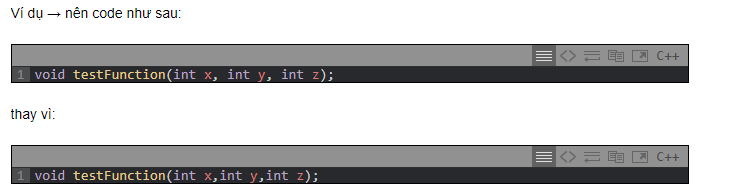 Ví dụ → nên code như sau:
C++
1 void testFunction(int x, int y, int z);
thay vì:
C++
1 void testFunction(int x,int y,int z);